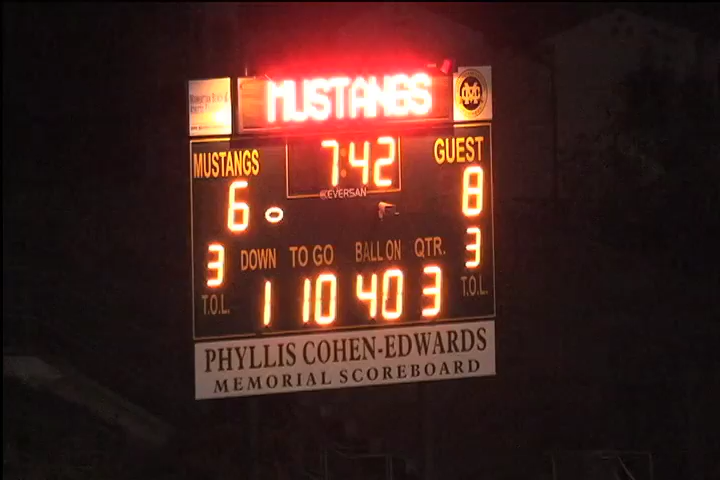 MUSTANGS
MUSTANGS 7:42 GUEST
EVERSAN
6 8
3 DOWN TO GO BALL ON QTR. 3
T.O.L. 1 10 40 3 T.O.L.
PHYLLIS COHEN-EDWARDS
MEMORIAL SCOREBOARD